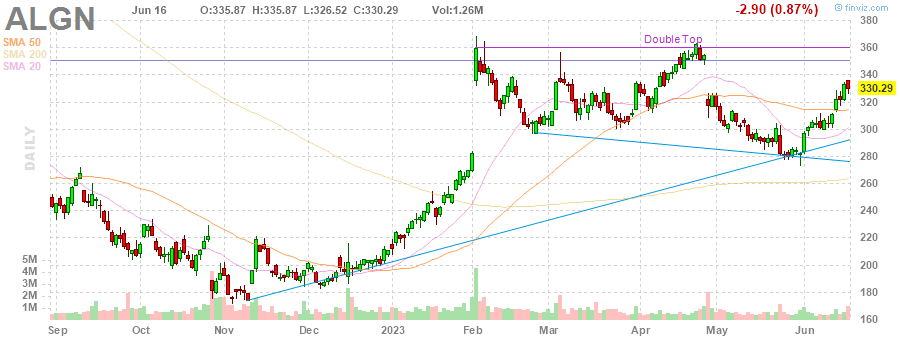 ALGN
Jun 16
O:335.87 H:335.87 L:326.52 C:330.29 Vol:1.26M
-2.90 (0.87%)
© finviz.com
SMA 50
SMA 200
SMA 20
Double Top
DAILY
380
360
340
330.29
320
300
280
260
240
220
200
180
160
5M
4M
3M
2M
1M
Sep Oct Nov Dec 2023 Feb Mar Apr May Jun